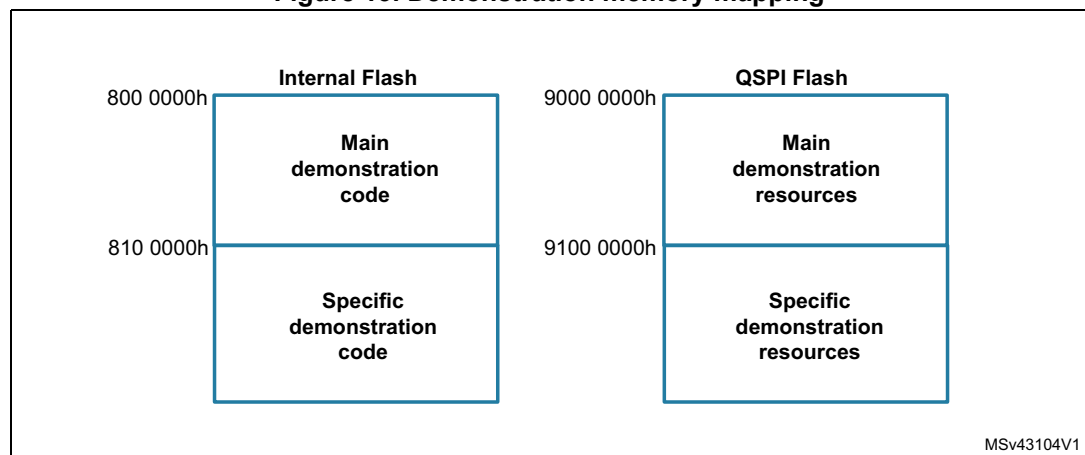 Internal Flash
800 0000h
Main
demonstration
code
810 0000h
Specific
demonstration
code
QSPI Flash
9000 0000h
Main
demonstration
resources
9100 0000h
Specific
demonstration
resources
MSv43104V1